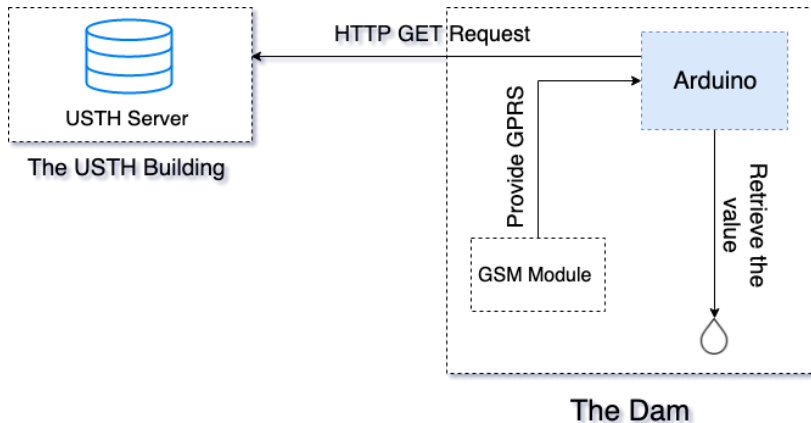 HTTP GET Request
USTH Server
The USTH Building
Arduino
Provide GPRS
GSM Module
Retrieve the
value
The Dam